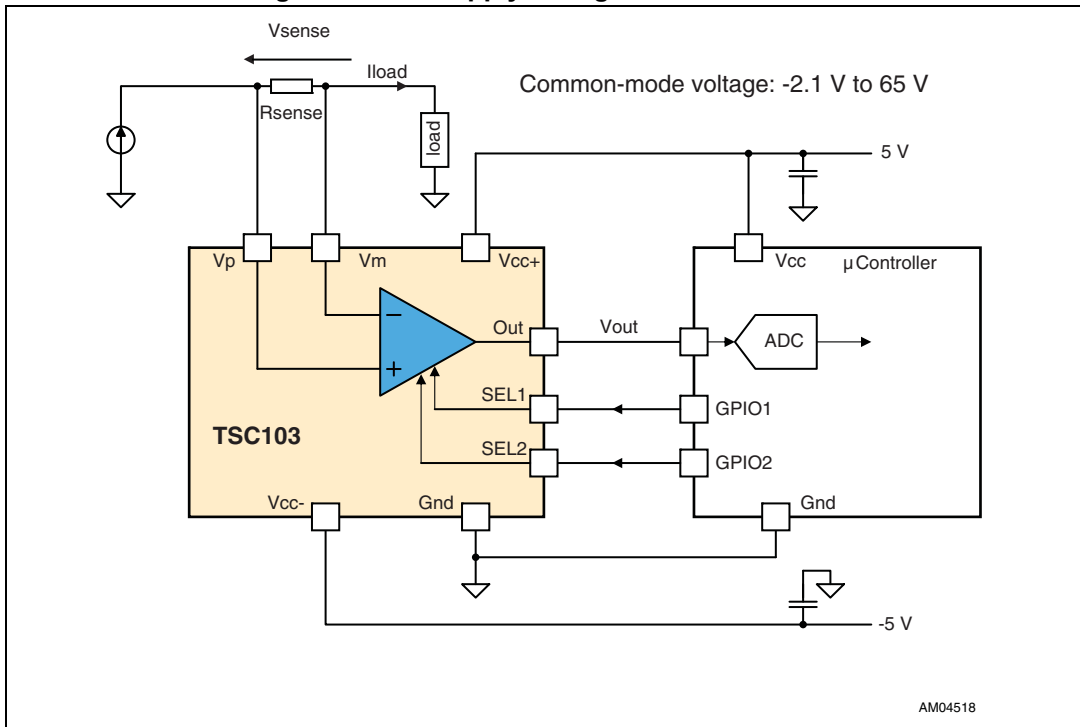 Vsense
Iload
Common-mode voltage: -2.1 V to 65 V
Rsense
load
5 V
Vp
Vm
Vcc+
Vcc
µController
Out
Vout
ADC
SEL1
GPIO1
TSC103
SEL2
GPIO2
Vcc-
Gnd
Gnd
-5 V
AM04518